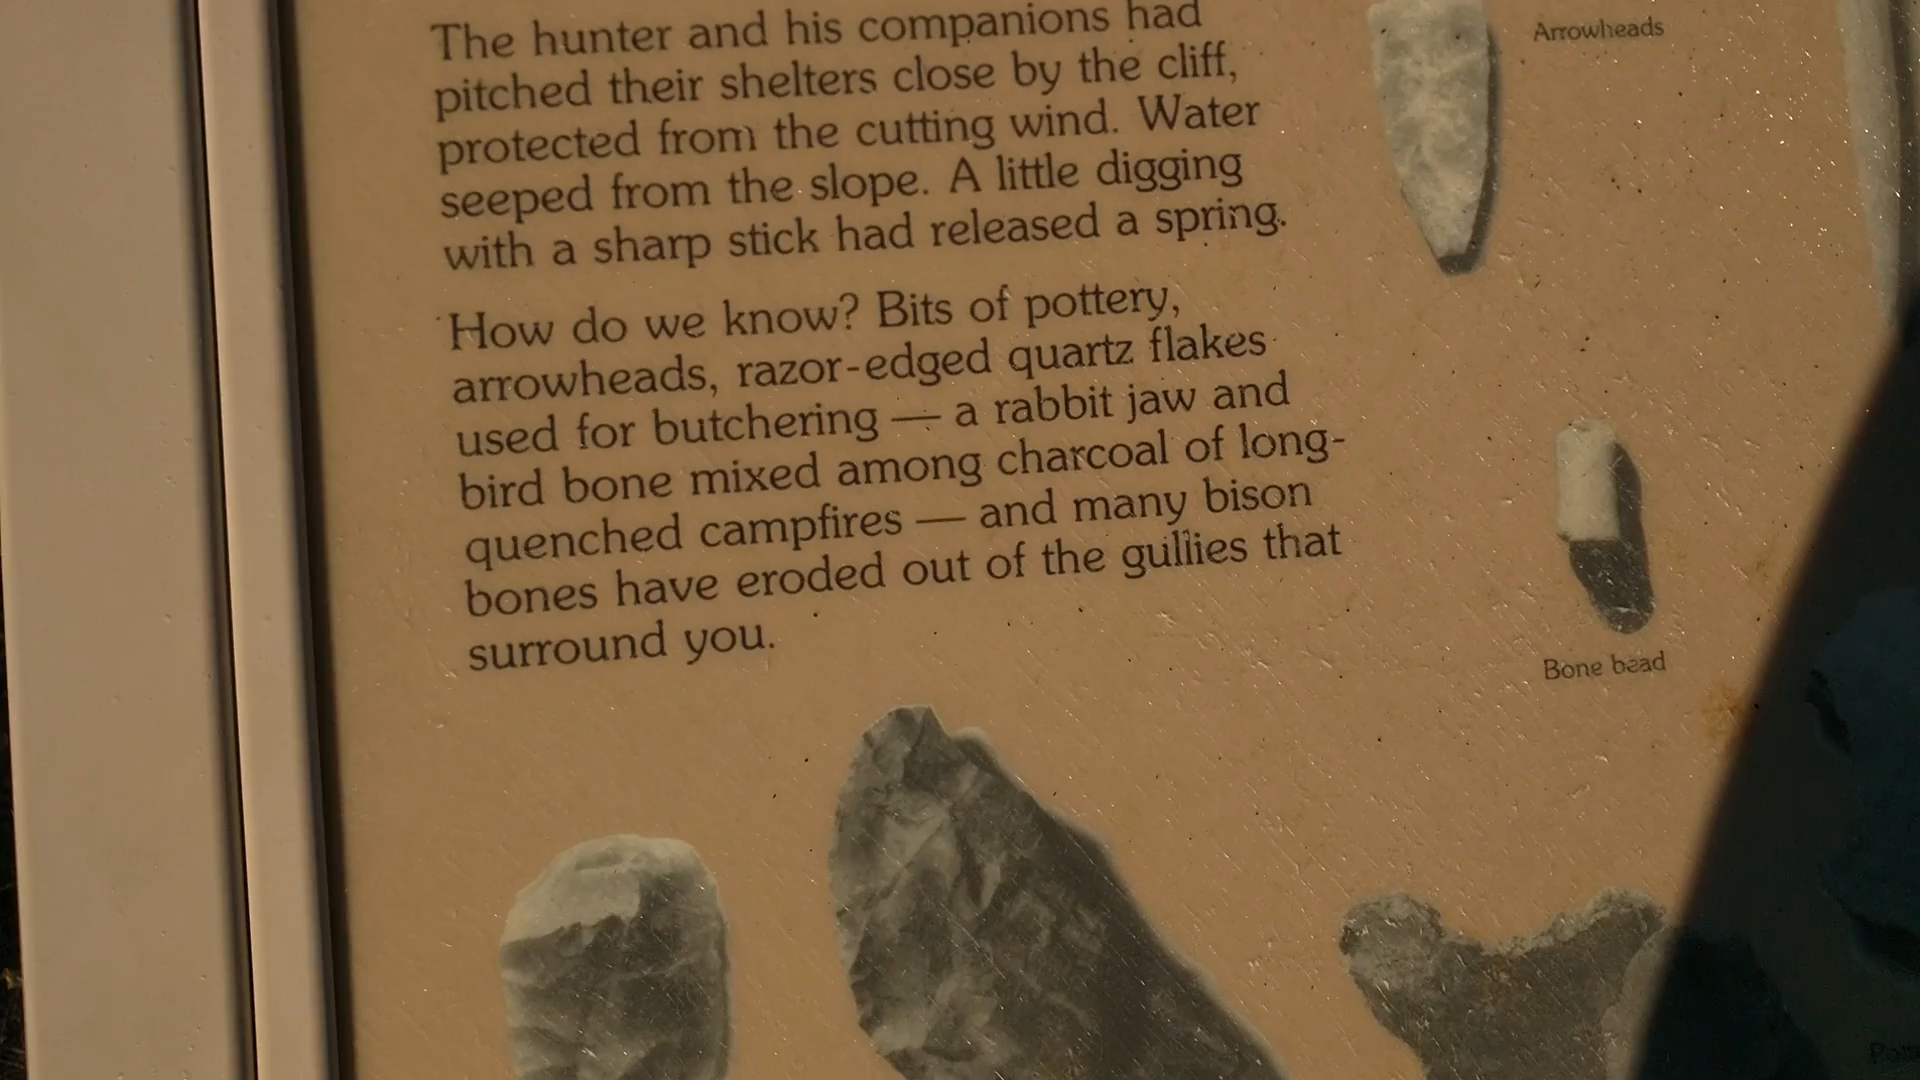 The hunter and his companions had
pitched their shelters close by the cliff,
protected from the cutting wind. Water
seeped from the slope. A little digging
with a sharp stick had released a spring.
How do we know? Bits of pottery,
arrowheads, razor-edged quartz flakes
used for butchering — a rabbit jaw and
bird bone mixed among charcoal of long-
quenched campfires — and many bison
bones have eroded out of the gullies that
surround you.
Arrowheads
Bone bead